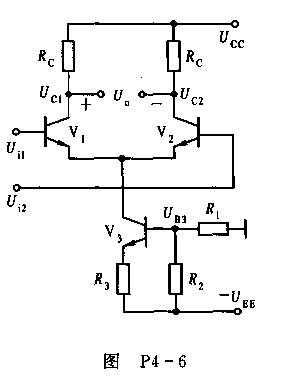 R_C R_C U_CC
U_C1 + U_o − U_C2
U_i1 V_1 V_2
U_i2
V_3 U_B3 R_1
R_3 R_2
−U_EE
图 P4-6